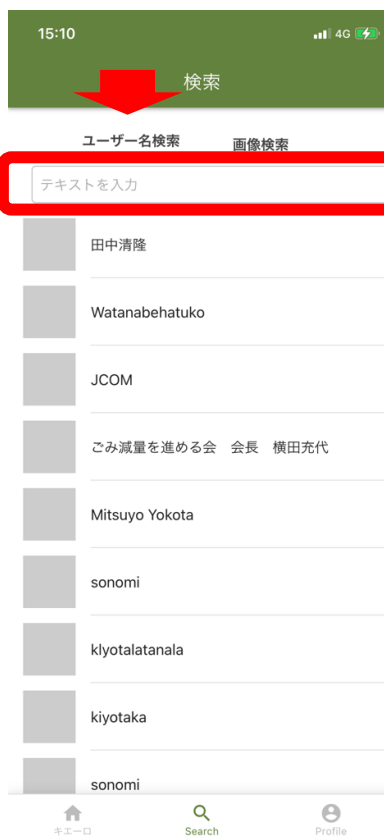 15:10 4G
検索
ユーザー名検索 画像検索
テキストを入力
田中清隆
Watanabehatuko
JCOM
ごみ減量を進める会　会長　横田充代
Mitsuyo Yokota
sonomi
klyotalatanala
kiyotaka
sonomi
キエーロ Search Profile